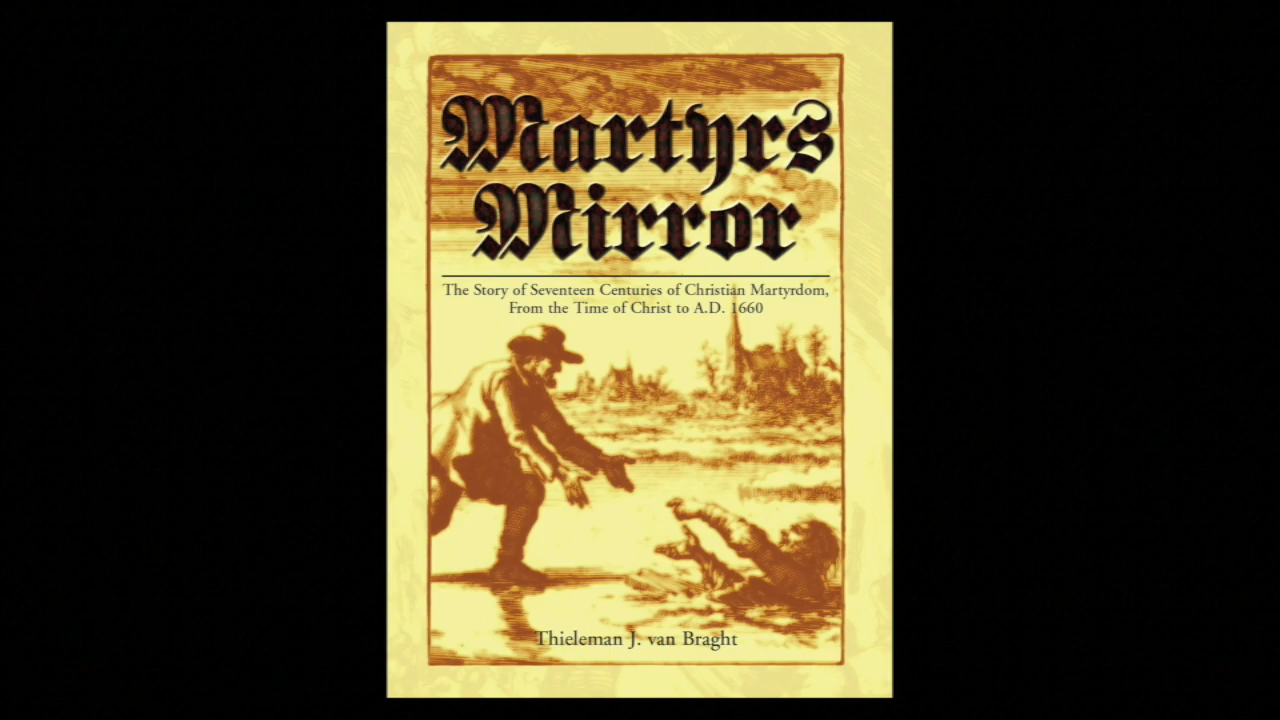 Martyrs
Mirror
The Story of Seventeen Centuries of Christian Martyrdom,
From the Time of Christ to A.D. 1660
Thieleman J. van Braght